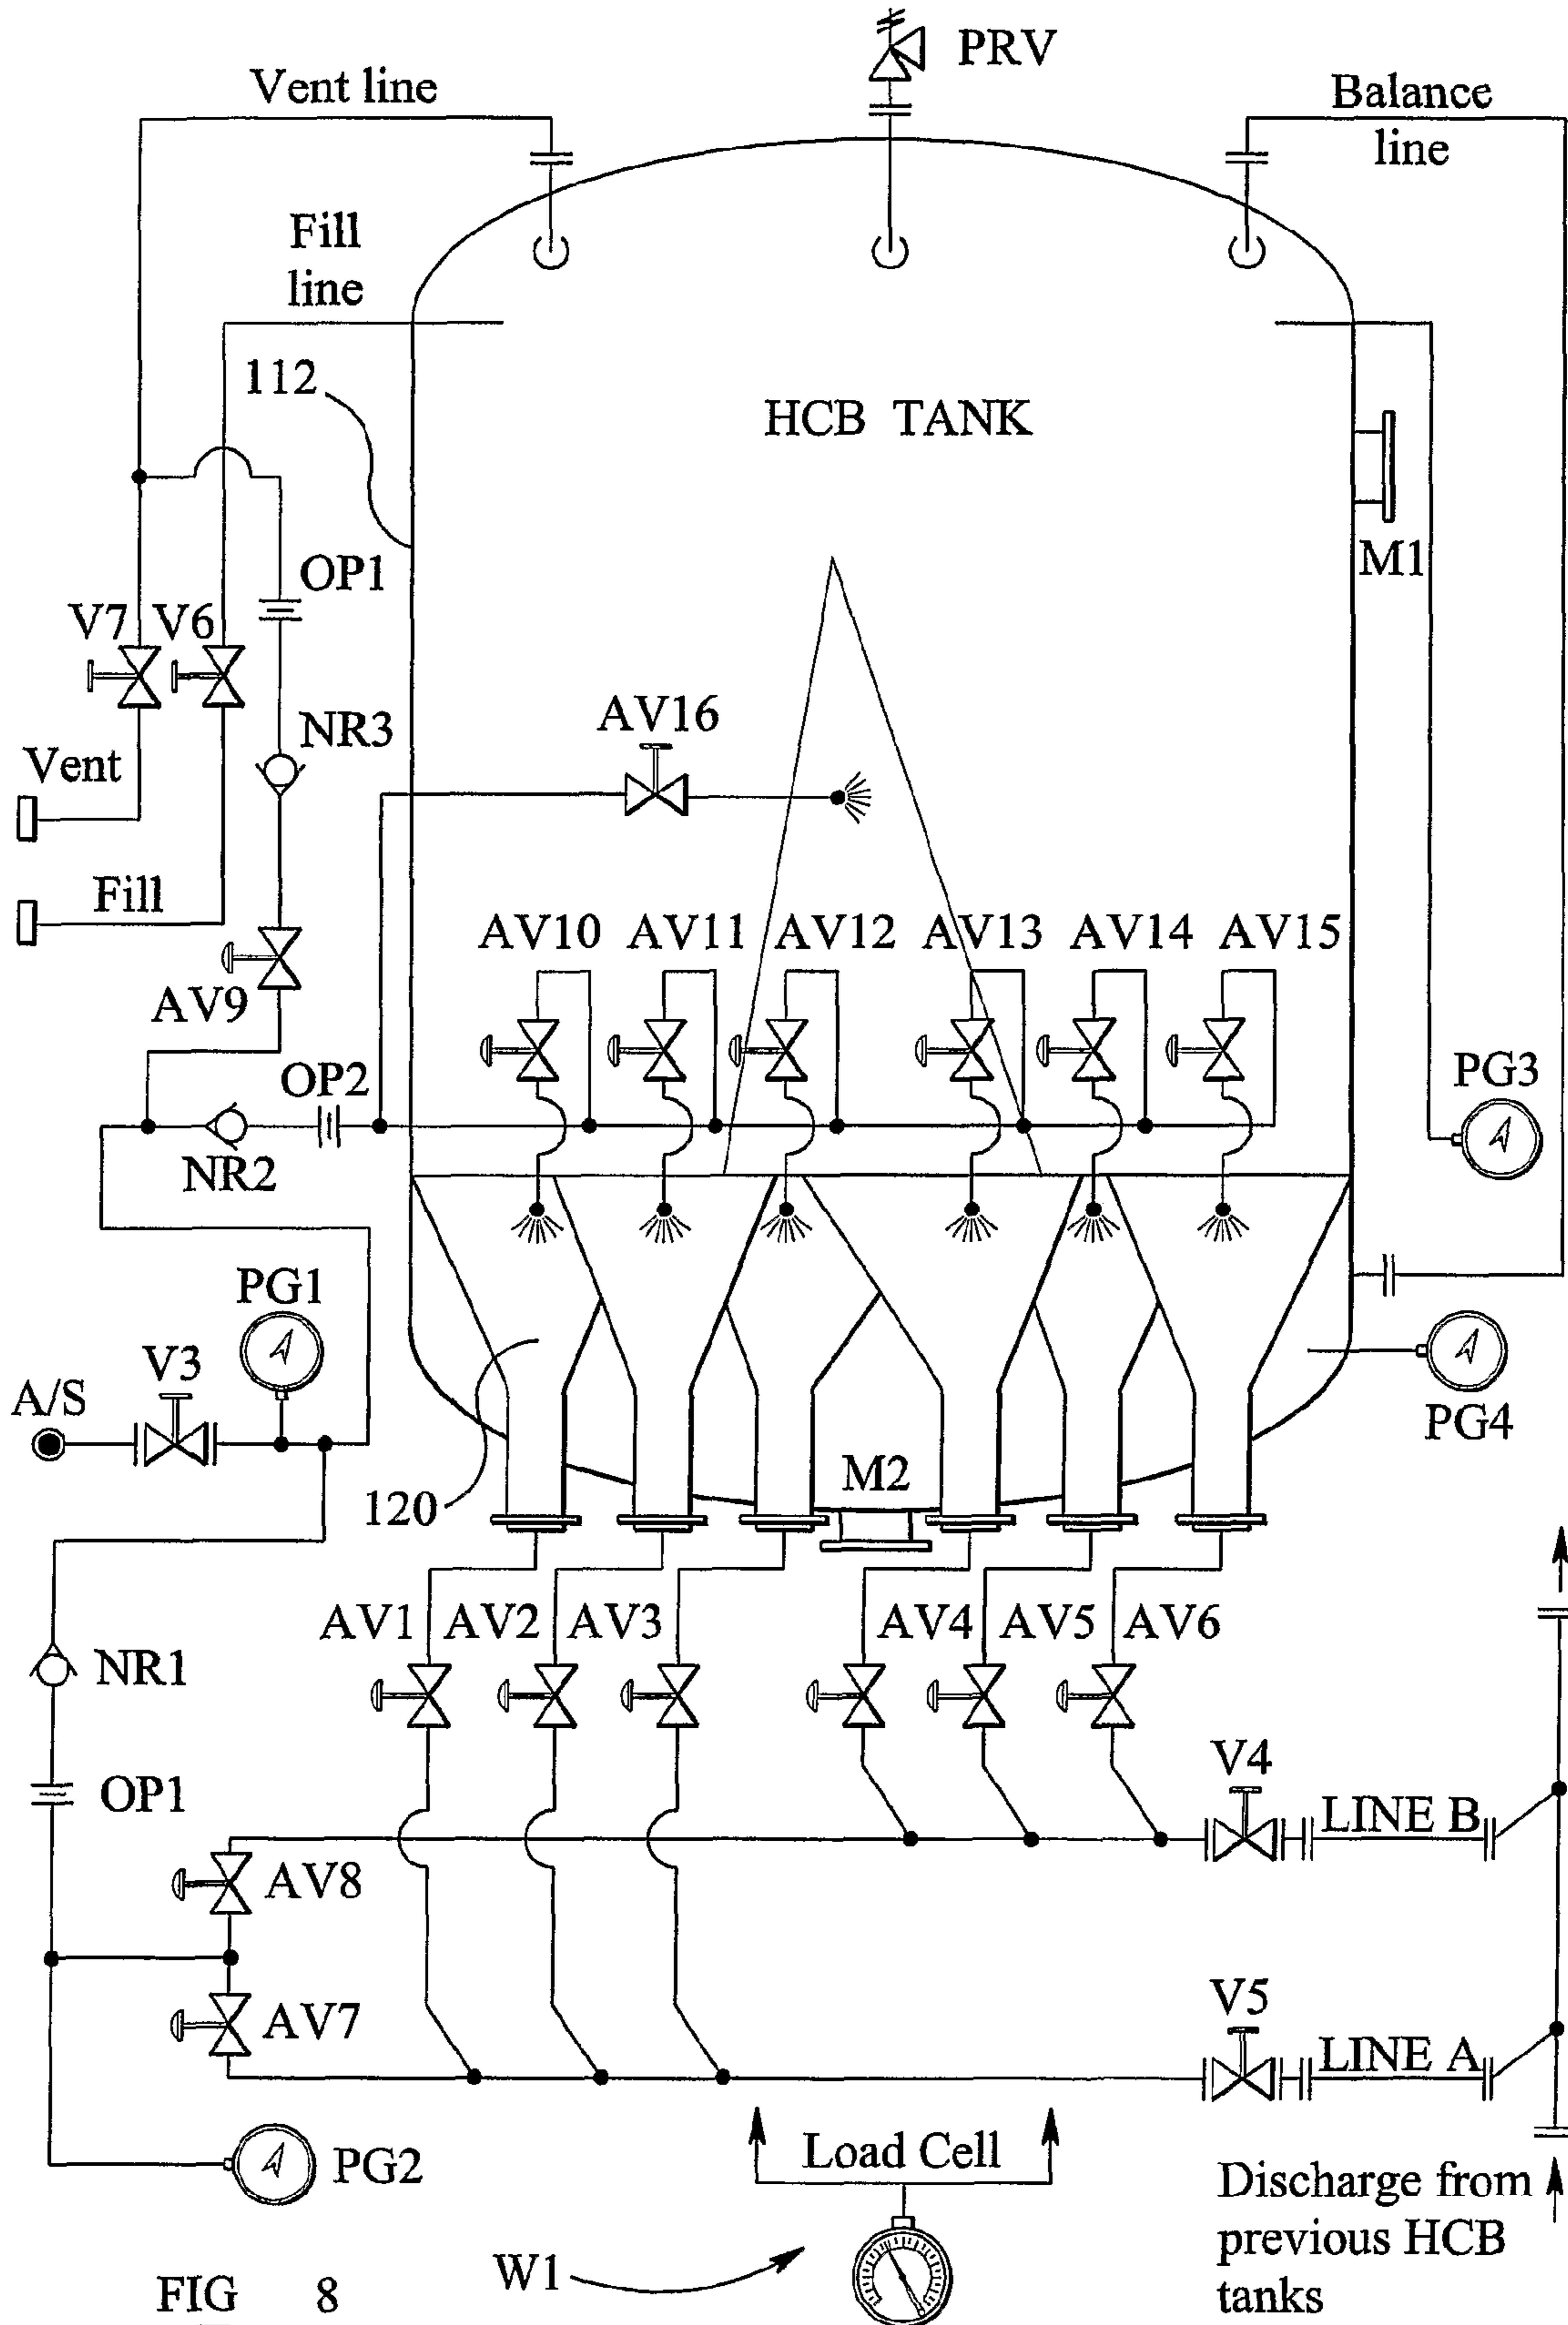 PRV
Vent line
Balance
line
Fill
line
112
HCB TANK
M1
OP1
V7 V6
NR3
AV16
Vent
Fill
AV10 AV11 AV12 AV13 AV14 AV15
AV9
OP2
PG3
NR2
PG1
V3
A/S
PG4
M2
120
AV1 AV2 AV3 AV4 AV5 AV6
NR1
V4
OP1
LINE B
AV8
V5
AV7
LINE A
Load Cell
PG2
Discharge from
previous HCB
tanks
W1
FIG 8